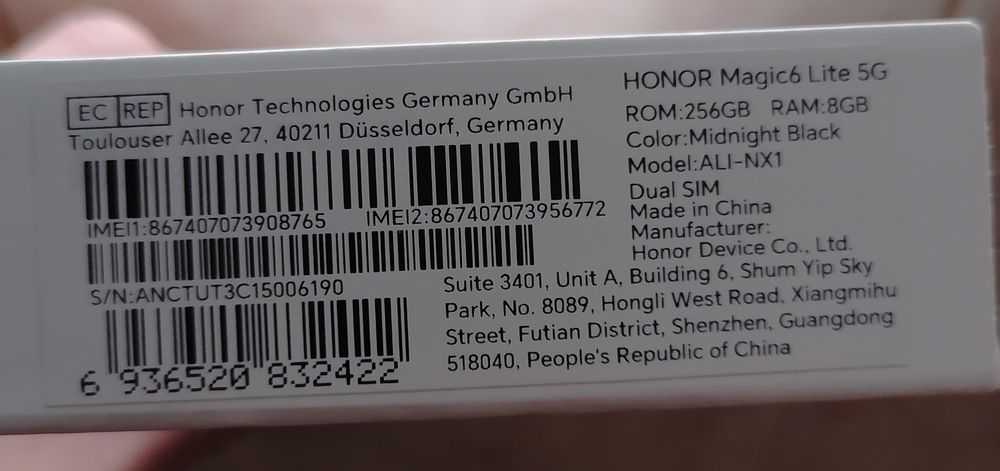 EC REP Honor Technologies Germany GmbH
Toulouser Allee 27, 40211 Düsseldorf, Germany
IMEI1:867407073908765 IMEI2:867407073956772
S/N:ANCTUT3C15006190
6 936520 832422
HONOR Magic6 Lite 5G
ROM:256GB RAM:8GB
Color:Midnight Black
Model:ALI-NX1
Dual SIM
Made in China
Manufacturer:
Honor Device Co., Ltd.
Suite 3401, Unit A, Building 6, Shum Yip Sky
Park, No. 8089, Hongli West Road, Xiangmihu
Street, Futian District, Shenzhen, Guangdong
518040, People's Republic of China